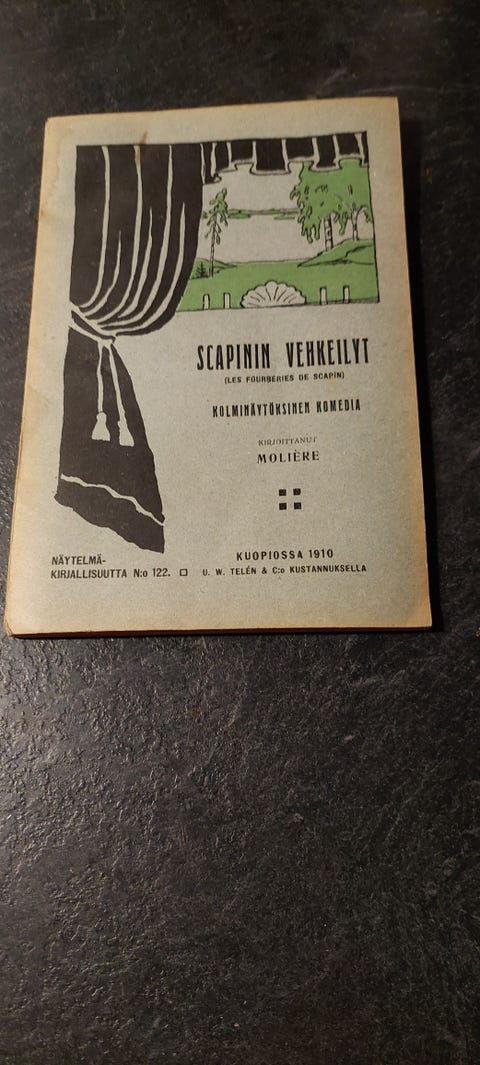 SCAPININ VEHKEILYT
(LES FOURBERIES DE SCAPIN)
KOLMINÄYTÖKSINEN KOMEDIA
KIRJOITTANUT
MOLIÈRE
NÄYTELMÄ-
KIRJALLISUUTTA N:o 122.
KUOPIOSSA 1910
U. W. TELÉN & C:o KUSTANNUKSELLA